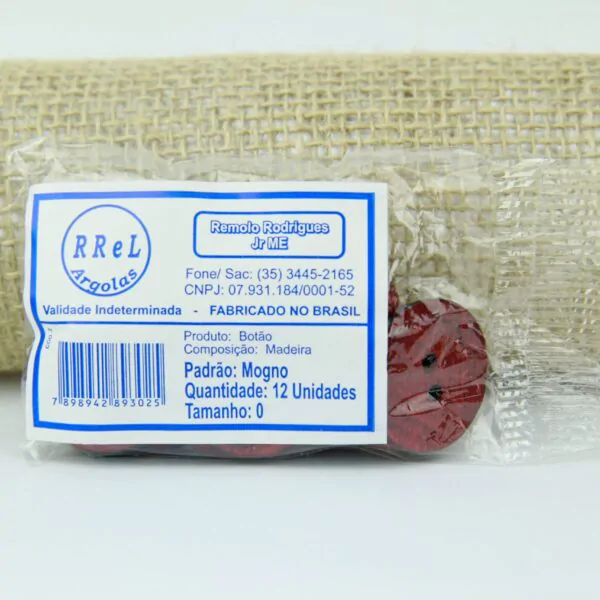 RReL
Argolas
Remolo Rodrigues
Jr ME
Fone/ Sac: (35) 3445-2165
CNPJ: 07.931.184/0001-52
Validade Indeterminada - FABRICADO NO BRASIL
Produto: Botão
Composição: Madeira
Padrão: Mogno
Quantidade: 12 Unidades
Tamanho: 0
7 898942 893025